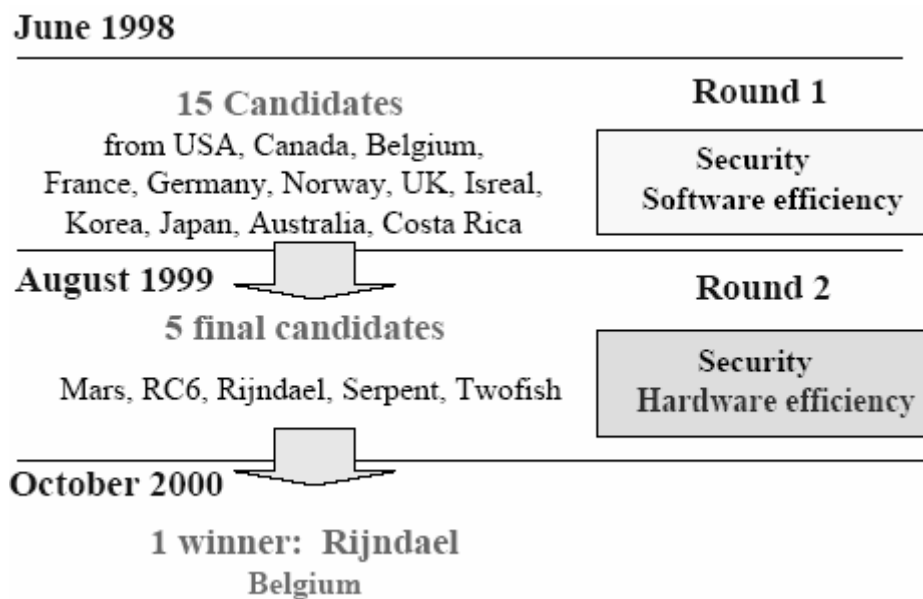 June 1998
15 Candidates
from USA, Canada, Belgium,
France, Germany, Norway, UK, Isreal,
Korea, Japan, Australia, Costa Rica
Round 1
Security
Software efficiency
August 1999
5 final candidates
Mars, RC6, Rijndael, Serpent, Twofish
Round 2
Security
Hardware efficiency
October 2000
1 winner: Rijndael
Belgium